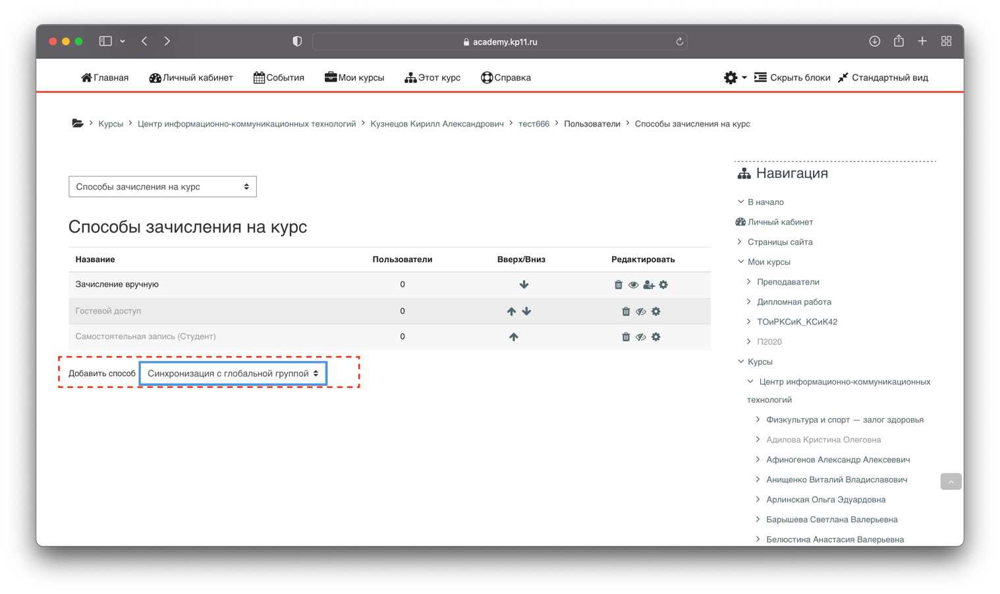 academy.kp11.ru
Главная Личный кабинет События Мои курсы Этот курс Справка Скрыть блоки Стандартный вид
Курсы Центр информационно-коммуникационных технологий Кузнецов Кирилл Александрович тест666 Пользователи Способы зачисления на курс
Способы зачисления на курс
Способы зачисления на курс
Название Пользователи Вверх/Вниз Редактировать
Зачисление вручную 0
Гостевой доступ 0
Самостоятельная запись (Студент) 0
Добавить способ Синхронизация с глобальной группой
Навигация
В начало
Личный кабинет
Страницы сайта
Мои курсы
Преподаватели
Дипломная работа
ТОиРКСиК_КСиК42
П2020
Курсы
Центр информационно-коммуникационных
технологий
Физкультура и спорт — залог здоровья
Адилова Кристина Олеговна
Афиногенов Александр Алексеевич
Анищенко Виталий Владиславович
Арлинская Ольга Эдуардовна
Барышева Светлана Валерьевна
Белюстина Анастасия Валерьевна